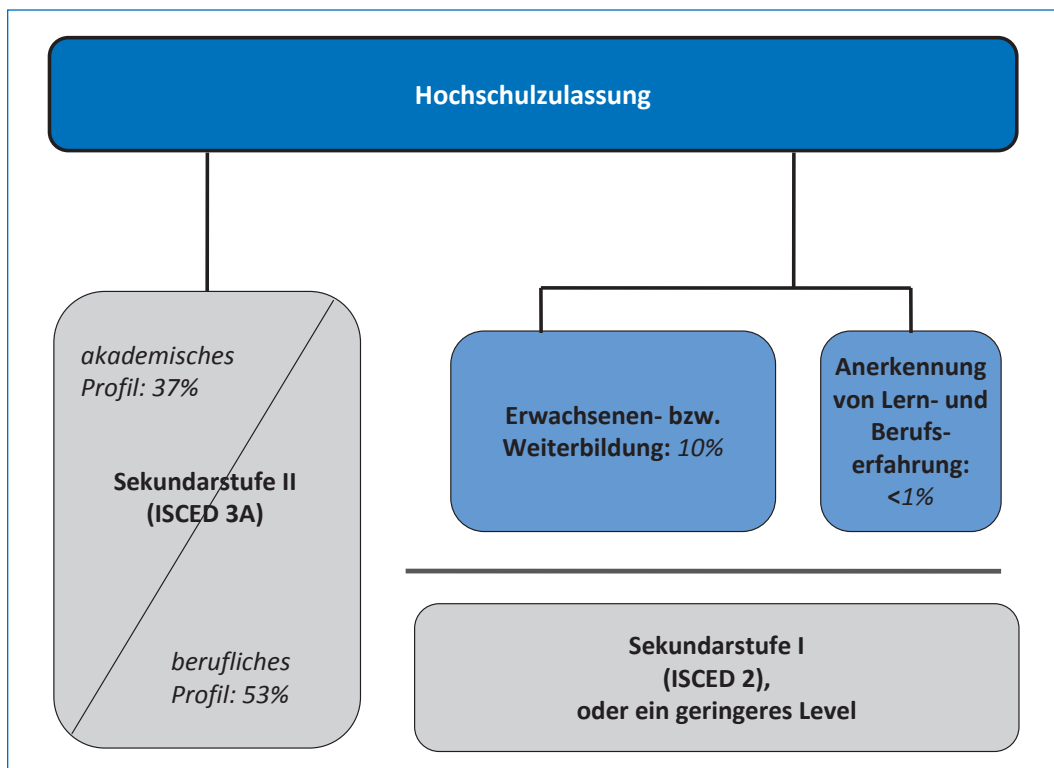 Hochschulzulassung
akademisches
Profil: 37%
Sekundarstufe II
(ISCED 3A)
berufliches
Profil: 53%
Erwachsenen- bzw.
Weiterbildung: 10%
Anerkennung
von Lern- und
Berufs-
erfahrung:
<1%
Sekundarstufe I
(ISCED 2),
oder ein geringeres Level